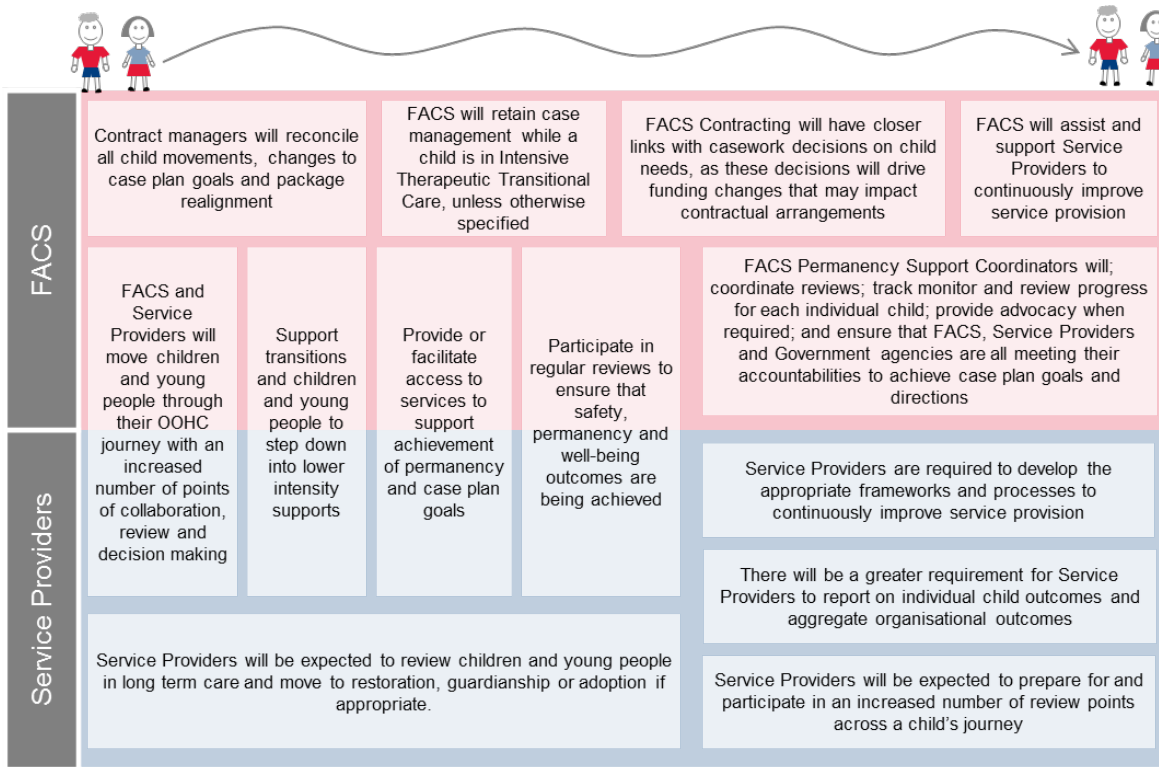 FACS
Contract managers will reconcile
all child movements, changes to
case plan goals and package
realignment
FACS will retain case
management while a
child is in Intensive
Therapeutic Transitional
Care, unless otherwise
specified
FACS Contracting will have closer
links with casework decisions on child
needs, as these decisions will drive
funding changes that may impact
contractual arrangements
FACS will assist and
support Service
Providers to
continuously improve
service provision
FACS and
Service
Providers will
move children
and young
people through
their OOHC
journey with an
increased
number of points
of collaboration,
review and
decision making
Support
transitions
and children
and young
people to
step down
into lower
intensity
supports
Provide or
facilitate
access to
services to
support
achievement
of permanency
and case plan
goals
Participate in
regular reviews to
ensure that
safety,
permanency and
well-being
outcomes are
being achieved
FACS Permanency Support Coordinators will;
coordinate reviews; track monitor and review progress
for each individual child; provide advocacy when
required; and ensure that FACS, Service Providers
and Government agencies are all meeting their
accountabilities to achieve case plan goals and
directions
Service Providers
Service Providers are required to develop the
appropriate frameworks and processes to
continuously improve service provision
There will be a greater requirement for Service
Providers to report on individual child outcomes and
aggregate organisational outcomes
Service Providers will be expected to review children and young people
in long term care and move to restoration, guardianship or adoption if
appropriate.
Service Providers will be expected to prepare for and
participate in an increased number of review points
across a child's journey